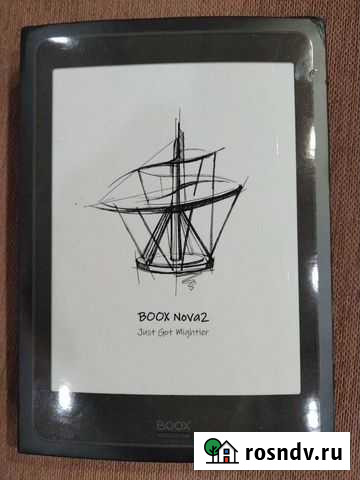 BOOX Nova2
Just Got Mightier
BOOX
rosndv.ru